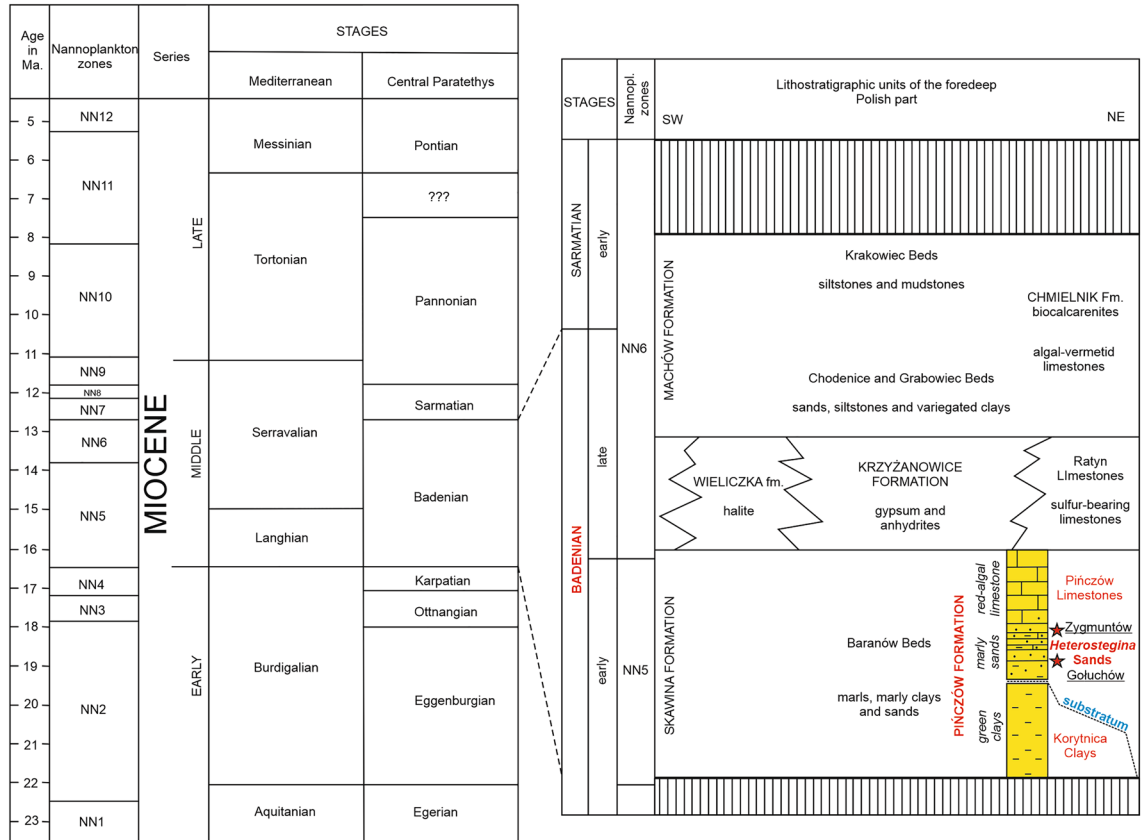 Age
in
Ma.
Nannoplankton
zones
Series
STAGES
Mediterranean
Central Paratethys
5
6
7
8
9
10
11
12
13
14
15
16
17
18
19
20
21
22
23
NN12
NN11
NN10
NN9
NN8
NN7
NN6
NN5
NN4
NN3
NN2
NN1
MIOCENE
LATE
MIDDLE
EARLY
Messinian
Tortonian
Serravalian
Langhian
Burdigalian
Aquitanian
Pontian
???
Pannonian
Sarmatian
Badenian
Karpatian
Ottnangian
Eggenburgian
Egerian
STAGES
Nannopl.
zones
Lithostratigraphic units of the foredeep
Polish part
SW
NE
SARMATIAN
early
BADENIAN
late
early
NN6
NN5
MACHÓW FORMATION
Krakowiec Beds
siltstones and mudstones
CHMIELNIK Fm.
biocalcarenites
algal-vermetid
limestones
Chodenice and Grabowiec Beds
sands, siltstones and variegated clays
WIELICZKA fm.
halite
KRZYŻANOWICE
FORMATION
gypsum and
anhydrites
Ratyn
LImestones
sulfur-bearing
limestones
SKAWINA FORMATION
Baranów Beds
marls, marly clays
and sands
PIŃCZÓW FORMATION
red-algal
limestone
marly
sands
green
clays
Pińczów
Limestones
Zygmuntów
Heterostegina
Sands
Gołuchów
substratum
Korytnica
Clays